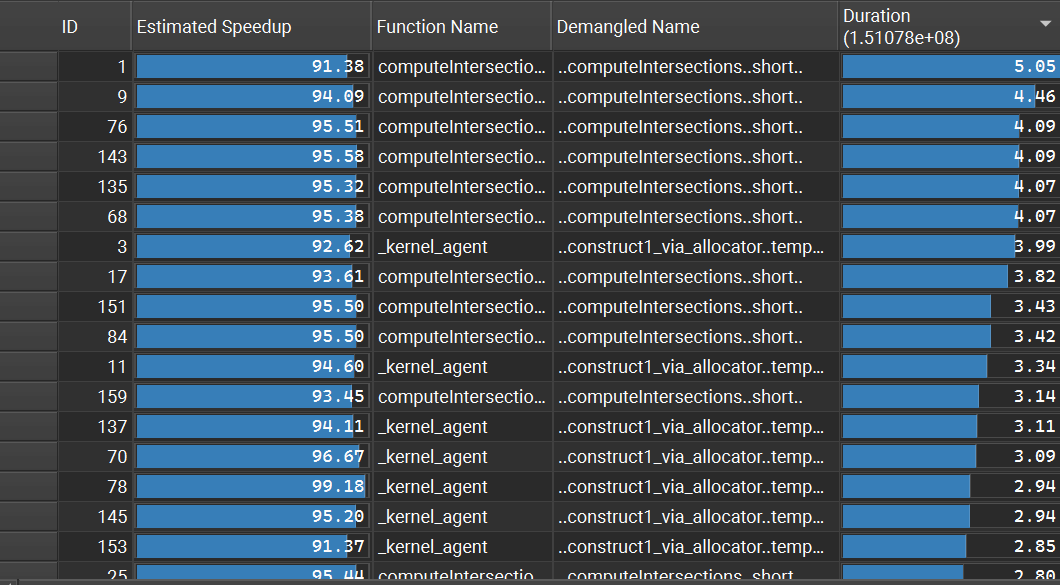 ID Estimated Speedup Function Name Demangled Name Duration
(1.51078e+08)
1 91.38 computeIntersectio... ..computeIntersections..short.. 5.05
9 94.09 computeIntersectio... ..computeIntersections..short.. 4.46
76 95.51 computeIntersectio... ..computeIntersections..short.. 4.09
143 95.58 computeIntersectio... ..computeIntersections..short.. 4.09
135 95.32 computeIntersectio... ..computeIntersections..short.. 4.07
68 95.38 computeIntersectio... ..computeIntersections..short.. 4.07
3 92.62 _kernel_agent ..construct1_via_allocator..temp... 3.99
17 93.61 computeIntersectio... ..computeIntersections..short.. 3.82
151 95.50 computeIntersectio... ..computeIntersections..short.. 3.43
84 95.50 computeIntersectio... ..computeIntersections..short.. 3.42
11 94.60 _kernel_agent ..construct1_via_allocator..temp... 3.34
159 93.45 computeIntersectio... ..computeIntersections..short.. 3.14
137 94.11 _kernel_agent ..construct1_via_allocator..temp... 3.11
70 96.67 _kernel_agent ..construct1_via_allocator..temp... 3.09
78 99.18 _kernel_agent ..construct1_via_allocator..temp... 2.94
145 95.20 _kernel_agent ..construct1_via_allocator..temp... 2.94
153 91.37 _kernel_agent ..construct1_via_allocator..temp... 2.85
25 95.44 computeIntersectio... ..computeIntersections..short.. 2.80